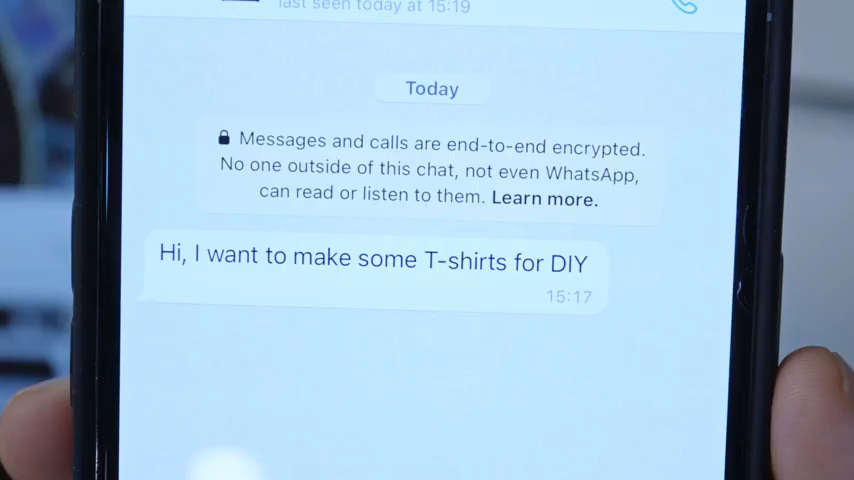 last seen today at 15:19
Today
Messages and calls are end-to-end encrypted.
No one outside of this chat, not even WhatsApp,
can read or listen to them. Learn more.
Hi, I want to make some T-shirts for DIY
15:17